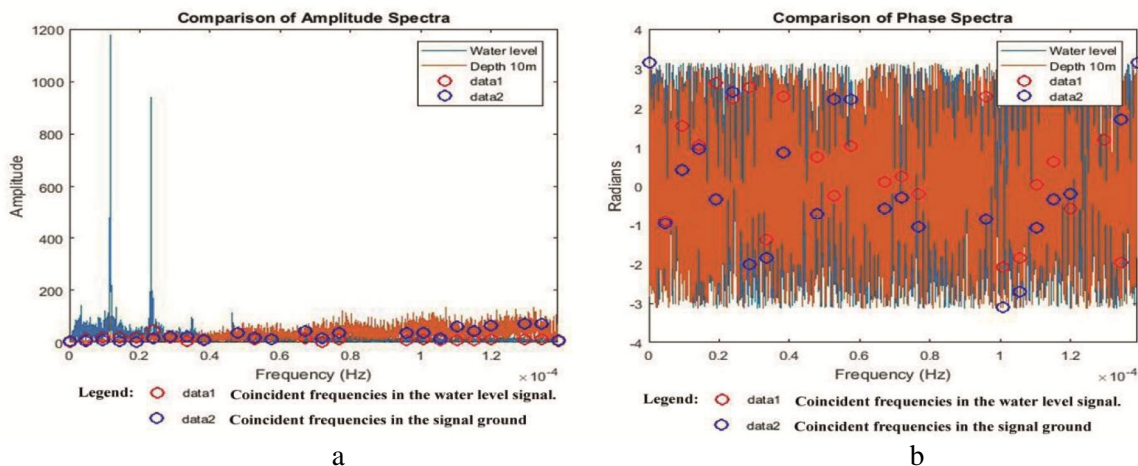 Comparison of Amplitude Spectra
1200
1000
800
600
400
200
0
Amplitude
Water level
Depth 10m
data1
data2
0 0.2 0.4 0.6 0.8 1 1.2
Frequency (Hz)
×10⁻⁴
Legend: data1 Coincident frequencies in the water level signal.
data2 Coincident frequencies in the signal ground
a
Comparison of Phase Spectra
4
3
2
1
0
-1
-2
-3
-4
Radians
Water level
Depth 10m
data1
data2
0 0.2 0.4 0.6 0.8 1 1.2
Frequency (Hz)
×10⁻⁴
Legend: data1 Coincident frequencies in the water level signal.
data2 Coincident frequencies in the signal ground
b